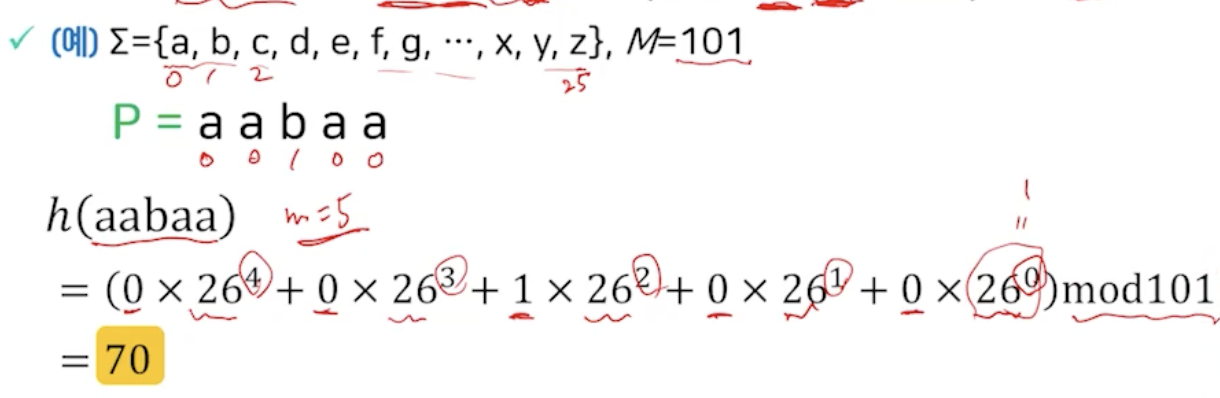 ✓ (예) Σ={a, b, c, d, e, f, g, ⋯, x, y, z}, M=101
0 1 2 25
P = a a b a a
0 0 1 0 0
h(aabaa) m=5
1
"
= (0 × 26⁴ + 0 × 26³ + 1 × 26² + 0 × 26¹ + 0 × 26⁰)mod101
= 70